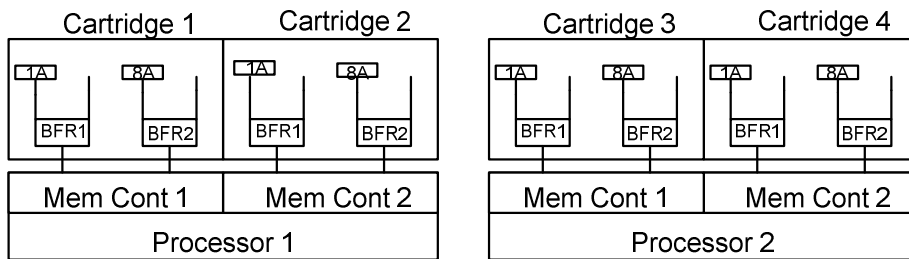 Cartridge 1 Cartridge 2 Cartridge 3 Cartridge 4
1A 8A 1A 8A 1A 8A 1A 8A
BFR1 BFR2 BFR1 BFR2 BFR1 BFR2 BFR1 BFR2
Mem Cont 1 Mem Cont 2 Mem Cont 1 Mem Cont 2
Processor 1 Processor 2